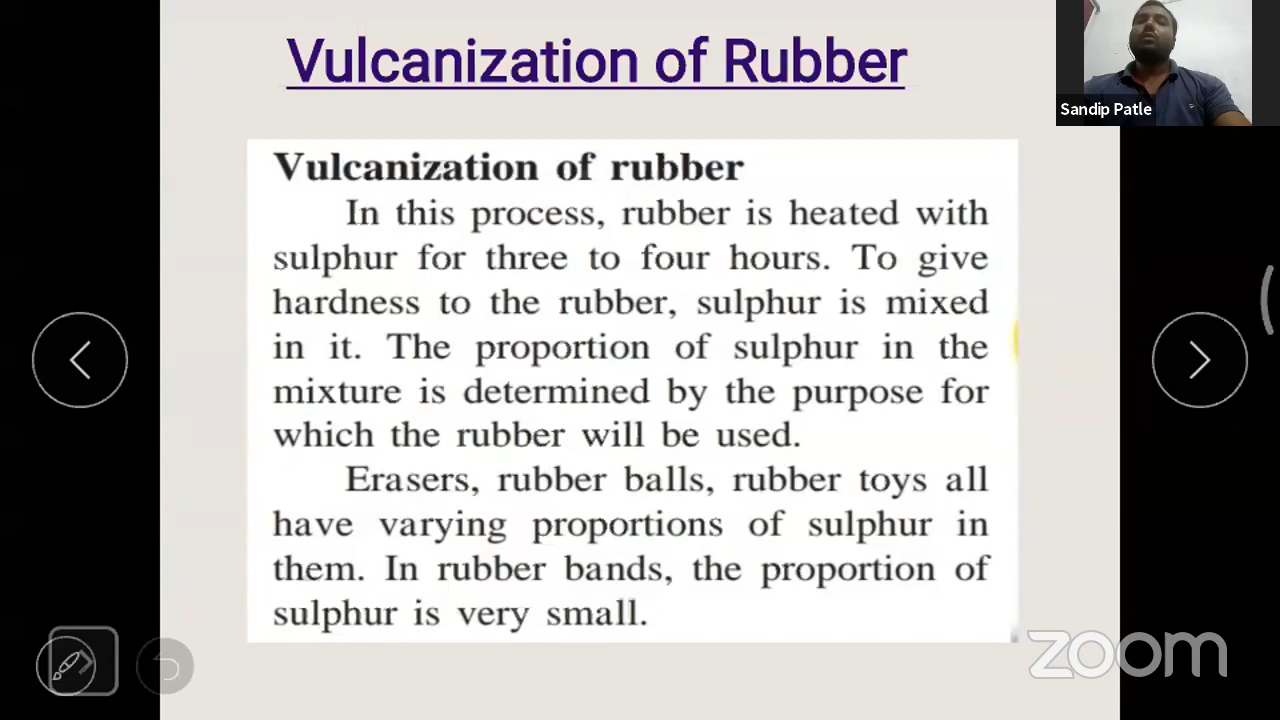 Vulcanization of Rubber
Sandip Patle
Vulcanization of rubber
In this process, rubber is heated with
sulphur for three to four hours. To give
hardness to the rubber, sulphur is mixed
in it. The proportion of sulphur in the
mixture is determined by the purpose for
which the rubber will be used.
Erasers, rubber balls, rubber toys all
have varying proportions of sulphur in
them. In rubber bands, the proportion of
sulphur is very small.
zoom